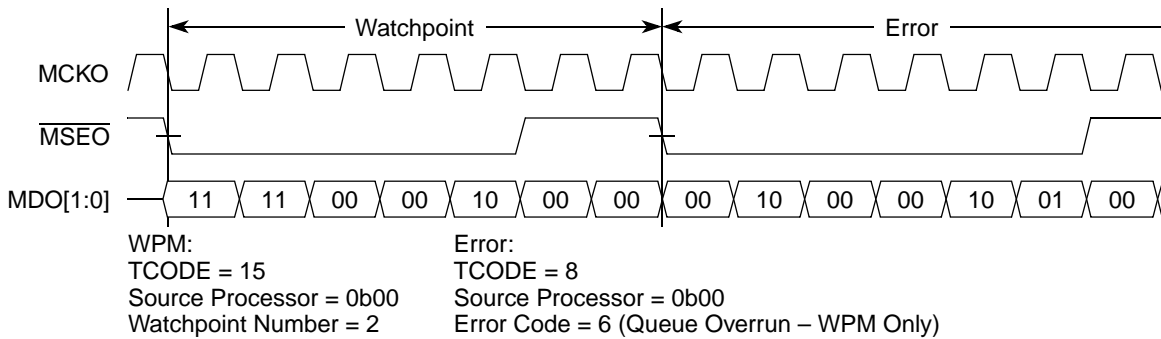 Watchpoint Error
MCKO
MSEO
MDO[1:0] 11 11 00 00 10 00 00 00 10 00 00 10 01 00
WPM: Error:
TCODE = 15 TCODE = 8
Source Processor = 0b00 Source Processor = 0b00
Watchpoint Number = 2 Error Code = 6 (Queue Overrun – WPM Only)